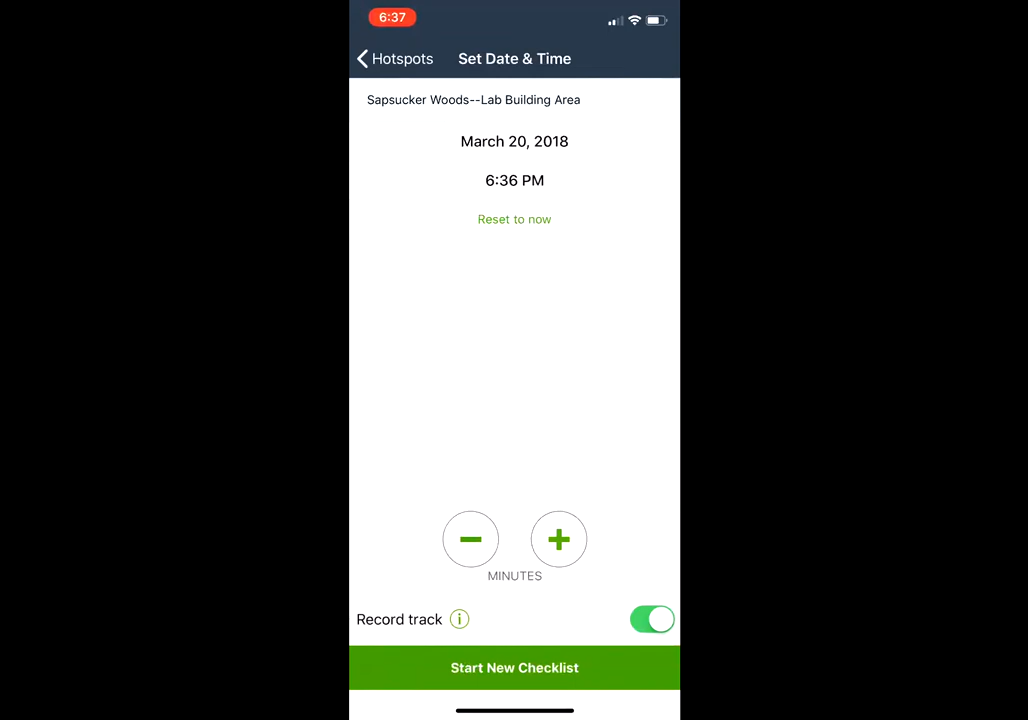 6:37
Hotspots
Set Date & Time
Sapsucker Woods--Lab Building Area
March 20, 2018
6:36 PM
Reset to now
MINUTES
Record track
Start New Checklist